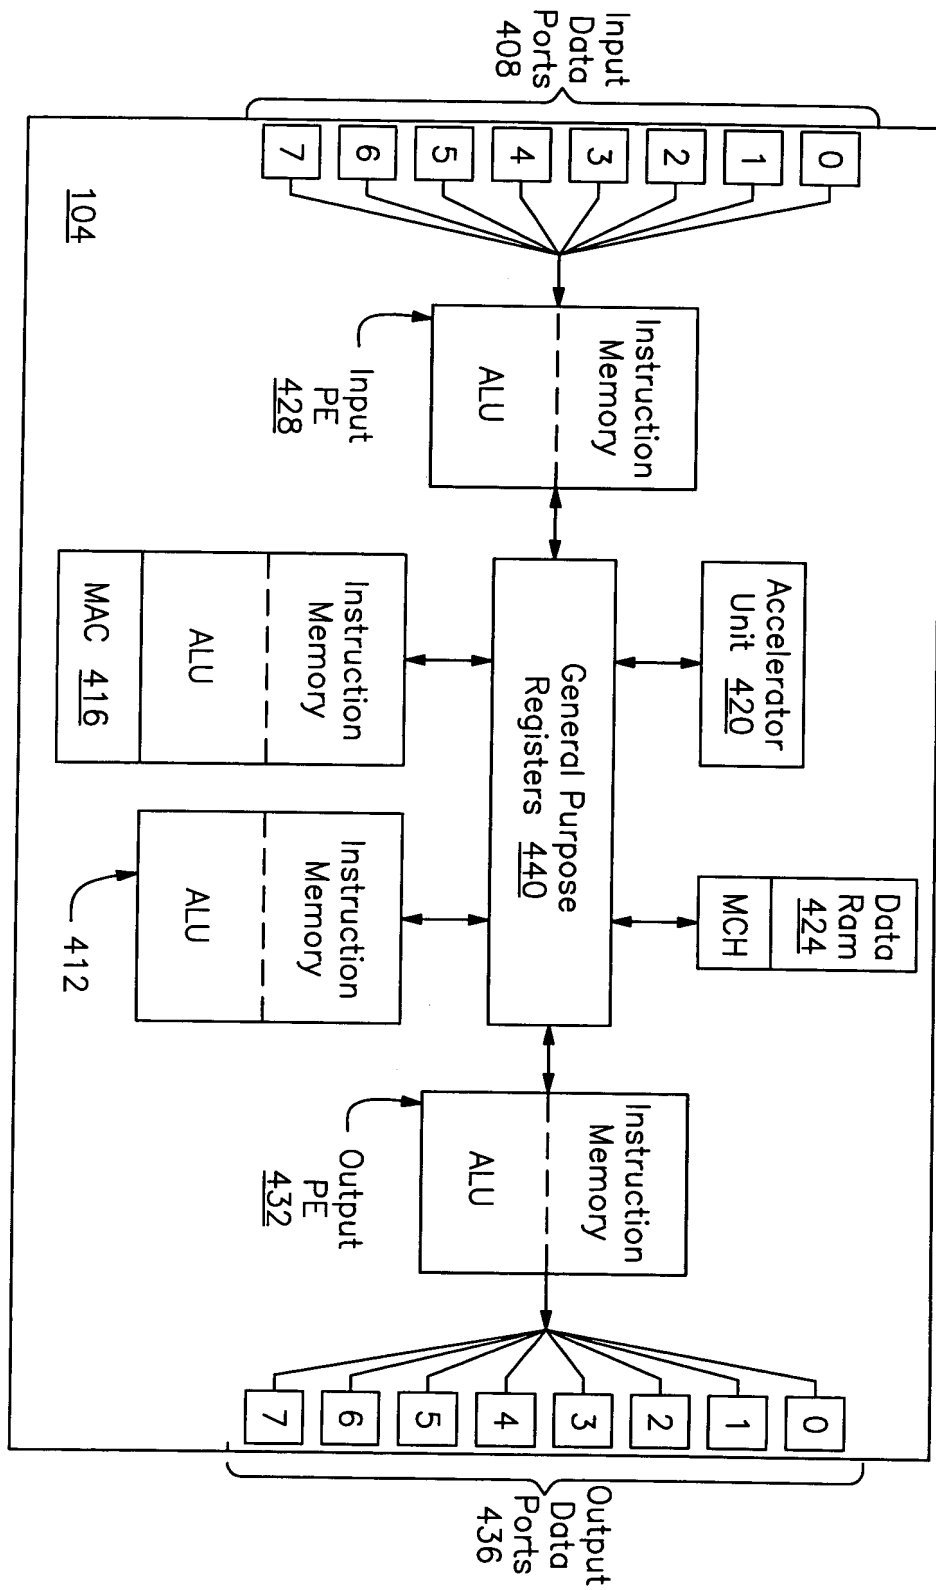 Input
Data
Ports
408
0
1
2
3
4
5
6
7
104
Instruction
Memory
ALU
Input
PE
428
Accelerator
Unit 420
Data
Ram
424
MCH
General Purpose
Registers 440
Instruction
Memory
ALU
MAC 416
Instruction
Memory
ALU
412
Instruction
Memory
ALU
Output
PE
432
0
1
2
3
4
5
6
7
Output
Data
Ports
436